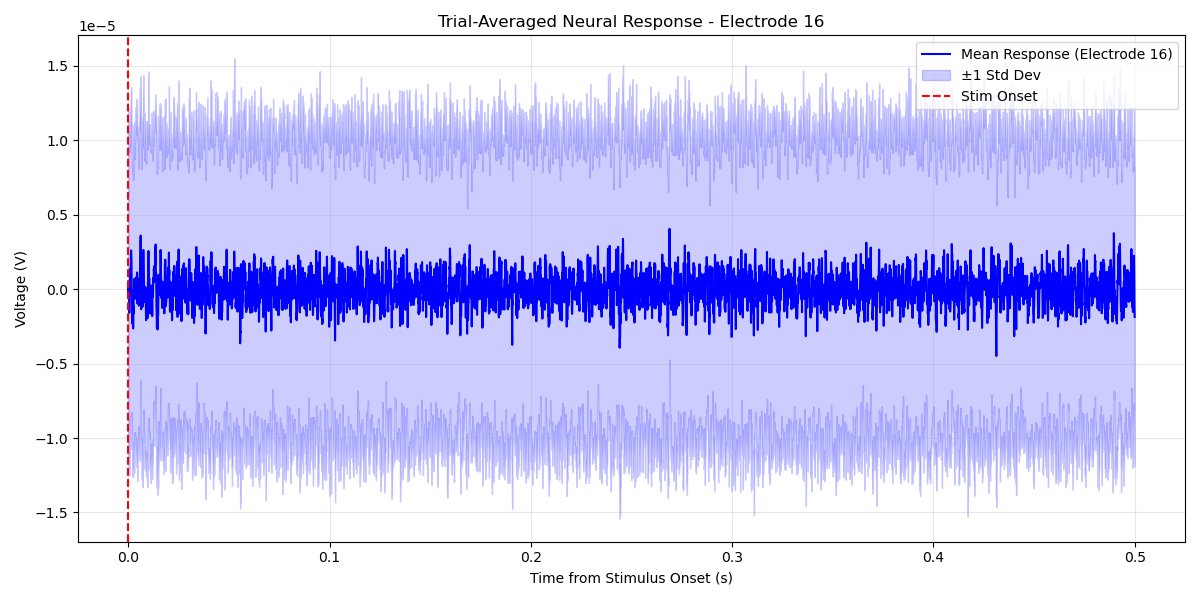 Trial-Averaged Neural Response - Electrode 16
1e−5
Mean Response (Electrode 16)
±1 Std Dev
Stim Onset
1.5
1.0
0.5
0.0
−0.5
−1.0
−1.5
Voltage (V)
0.0 0.1 0.2 0.3 0.4 0.5
Time from Stimulus Onset (s)